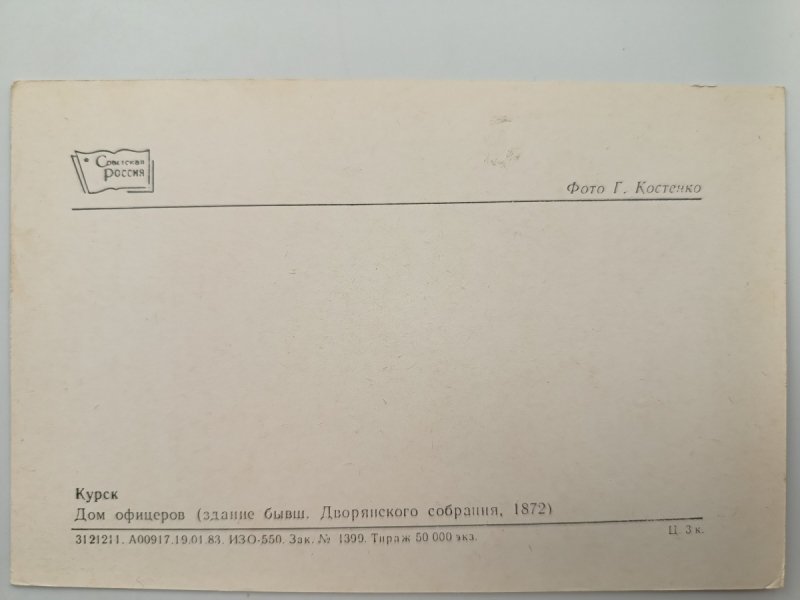 Советская
РОССИЯ
Фото Г. Костенко
Курск
Дом офицеров (здание бывш. Дворянского собрания, 1872)
3121211. А00917.19.01.83. ИЗО-550. Зак. № 1399. Тираж 50 000 экз.
Ц. 3 к.